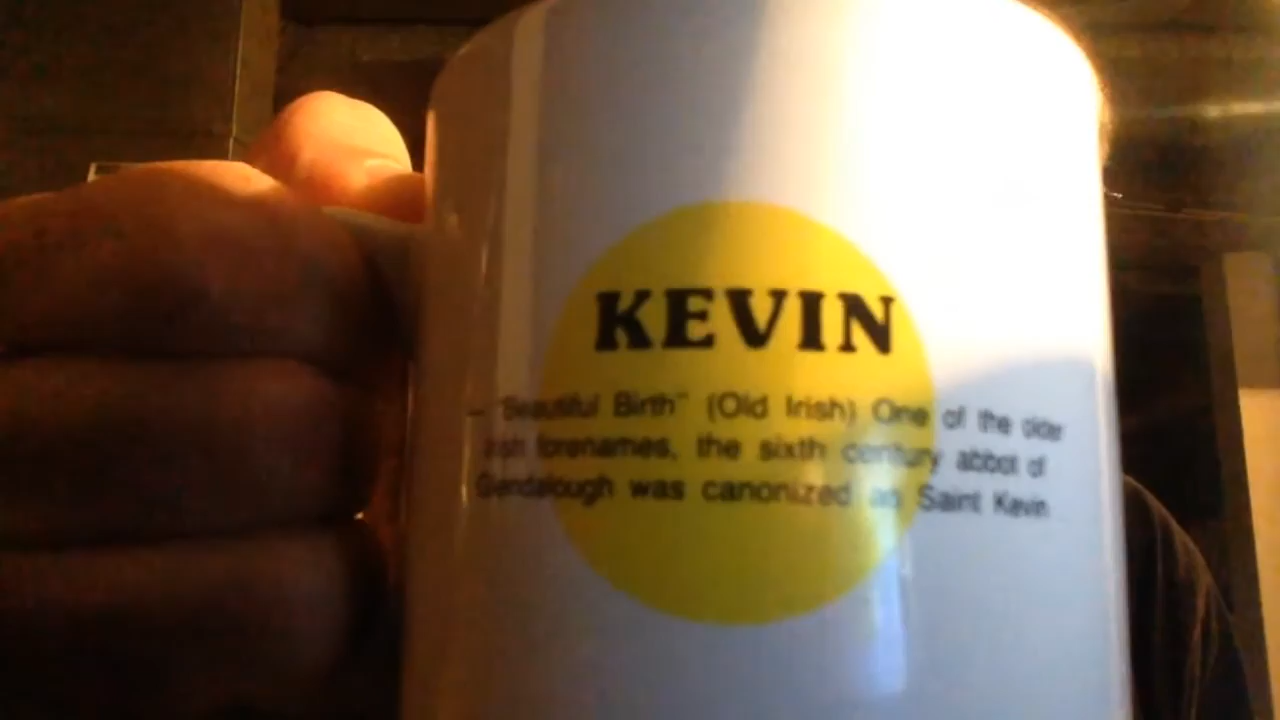 KEVIN
– "Beautiful Birth" (Old Irish) One of the older
Irish forenames, the sixth century abbot of
Glendalough was canonized as Saint Kevin